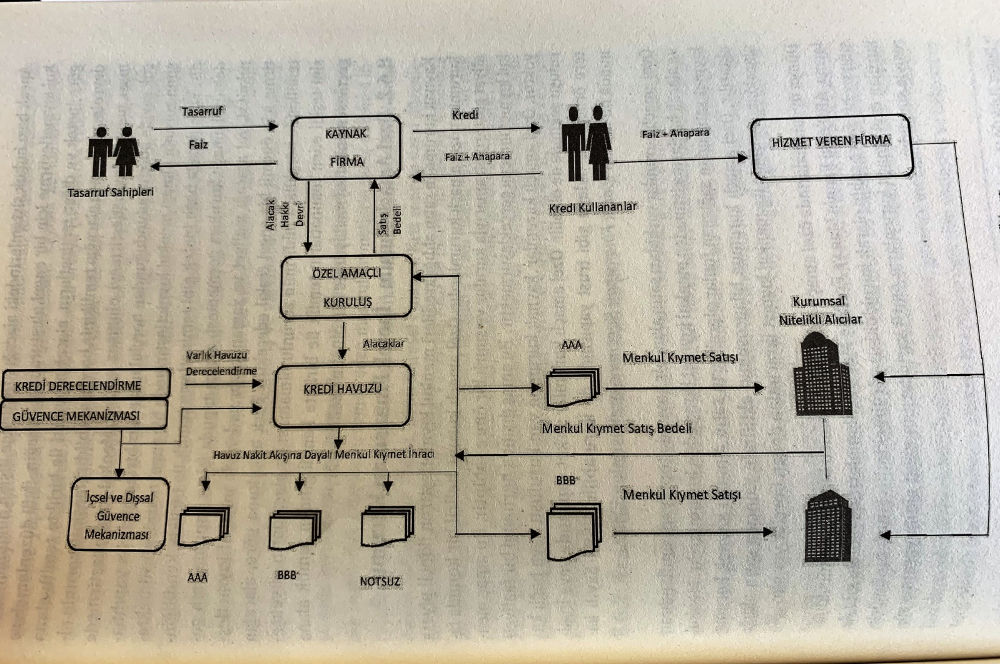 Tasarruf
Faiz
Tasarruf Sahipleri
KAYNAK
FİRMA
Kredi
Faiz + Anapara
Kredi Kullananlar
Faiz + Anapara
HİZMET VEREN FİRMA
Alacak
Hakkı
Devri
Satış
Bedeli
ÖZEL AMAÇLI
KURULUŞ
Alacaklar
Kurumsal
Nitelikli Alıcılar
Varlık Havuzu
Derecelendirme
KREDİ DERECELENDİRME
GÜVENCE MEKANİZMASI
KREDİ HAVUZU
AAA
Menkul Kıymet Satışı
Menkul Kıymet Satış Bedeli
Havuz Nakit Akışına Dayalı Menkul Kıymet İhracı
BBB-
Menkul Kıymet Satışı
İçsel ve Dışsal
Güvence
Mekanizması
AAA
BBB-
NOTSUZ